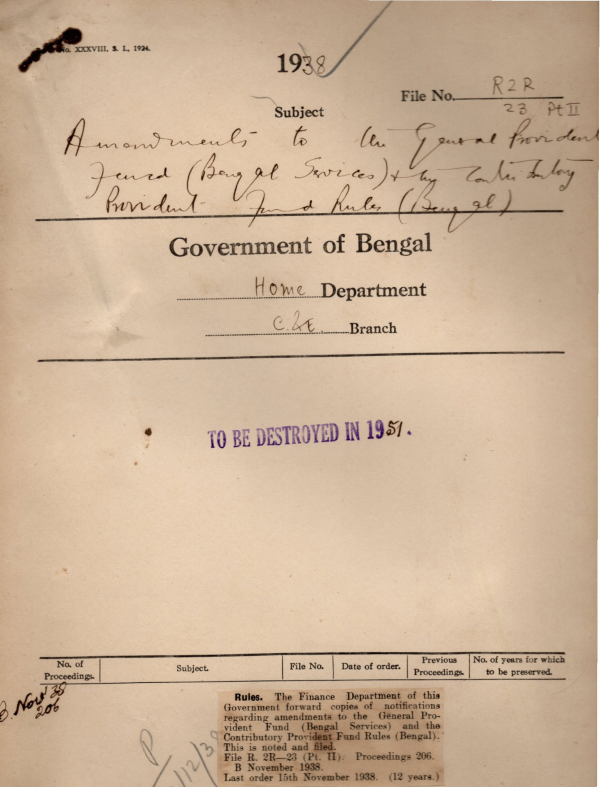 No. XXXVIII, S. I., 1934.
1938
File No. R2R
23 Pt II
Subject
Amendments to the General Provident
Fund (Bengal Services) & the Contributory
Provident Fund Rules (Bengal)
Government of Bengal
Home Department
C. & E. Branch
TO BE DESTROYED IN 1951.
No. of Proceedings. Subject. File No. Date of order. Previous Proceedings. No. of years for which to be preserved.
B. Nov 38
206
Rules. The Finance Department of this
Government forward copies of notifications
regarding amendments to the General Pro-
vident Fund (Bengal Services) and the
Contributory Provident Fund Rules (Bengal).
This is noted and filed.
File R. 2R—23 (Pt. II). Proceedings 206.
B November 1938.
Last order 15th November 1938. (12 years.)